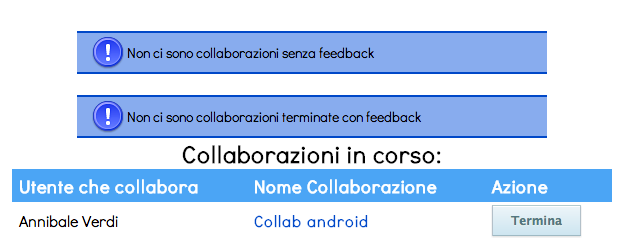 Non ci sono collaborazioni senza feedback
Non ci sono collaborazioni terminate con feedback
Collaborazioni in corso:
Utente che collabora Nome Collaborazione Azione
Annibale Verdi Collab android Termina